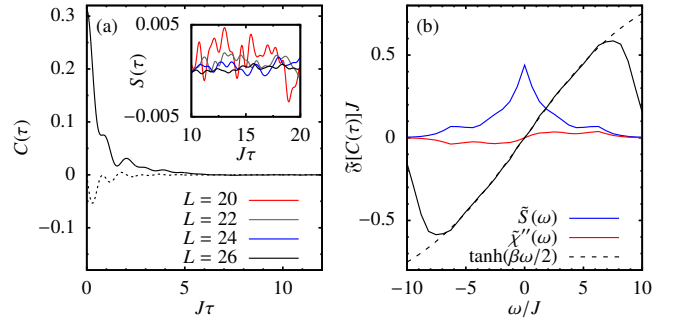 (a)
C(τ)
0.3
0.2
0.1
0
−0.1
0
5
10
Jτ
S(τ)
0.005
−0.005
10
15
20
Jτ
L = 20
L = 22
L = 24
L = 26
(b)
𝔉̃[C(τ)]J
0.5
0
−0.5
−10
−5
0
5
10
ω/J
S̃(ω)
χ̃′′(ω)
tanh(βω/2)